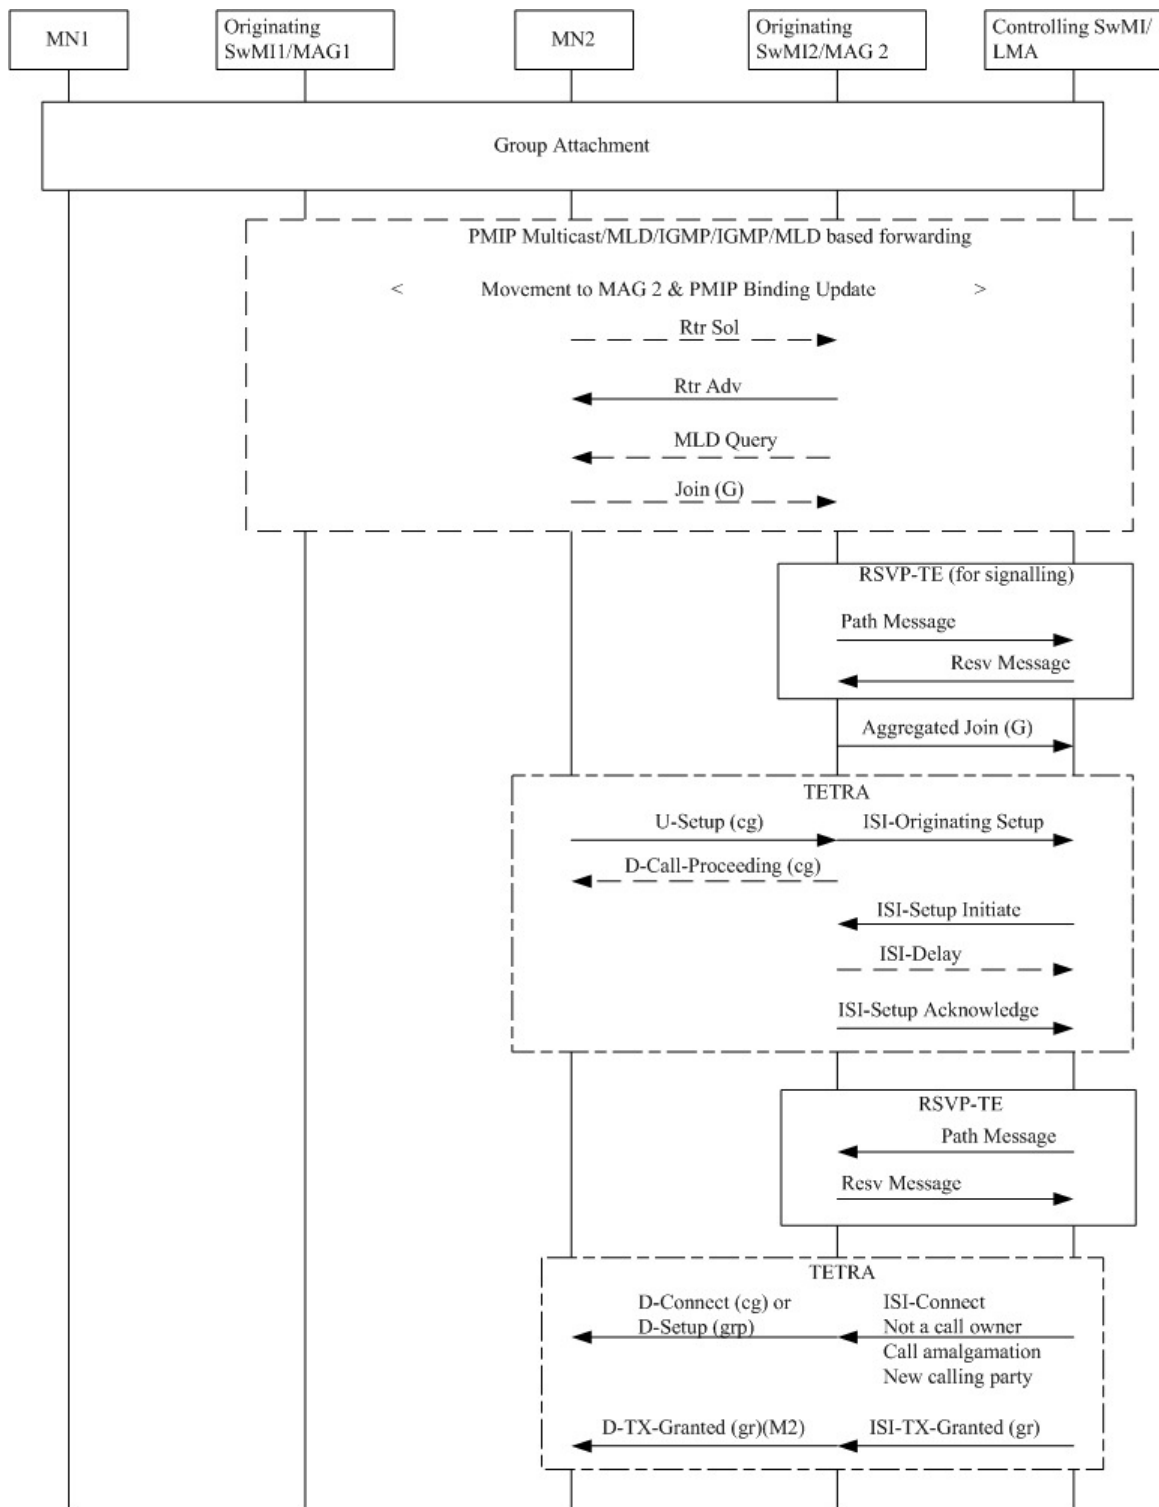 MN1
Originating
SwMI1/MAG1
MN2
Originating
SwMI2/MAG 2
Controlling SwMI/
LMA
Group Attachment
PMIP Multicast/MLD/IGMP/IGMP/MLD based forwarding
< Movement to MAG 2 & PMIP Binding Update >
Rtr Sol
Rtr Adv
MLD Query
Join (G)
RSVP-TE (for signalling)
Path Message
Resv Message
Aggregated Join (G)
TETRA
U-Setup (cg)
ISI-Originating Setup
D-Call-Proceeding (cg)
ISI-Setup Initiate
ISI-Delay
ISI-Setup Acknowledge
RSVP-TE
Path Message
Resv Message
TETRA
D-Connect (cg) or
D-Setup (grp)
ISI-Connect
Not a call owner
Call amalgamation
New calling party
D-TX-Granted (gr)(M2)
ISI-TX-Granted (gr)